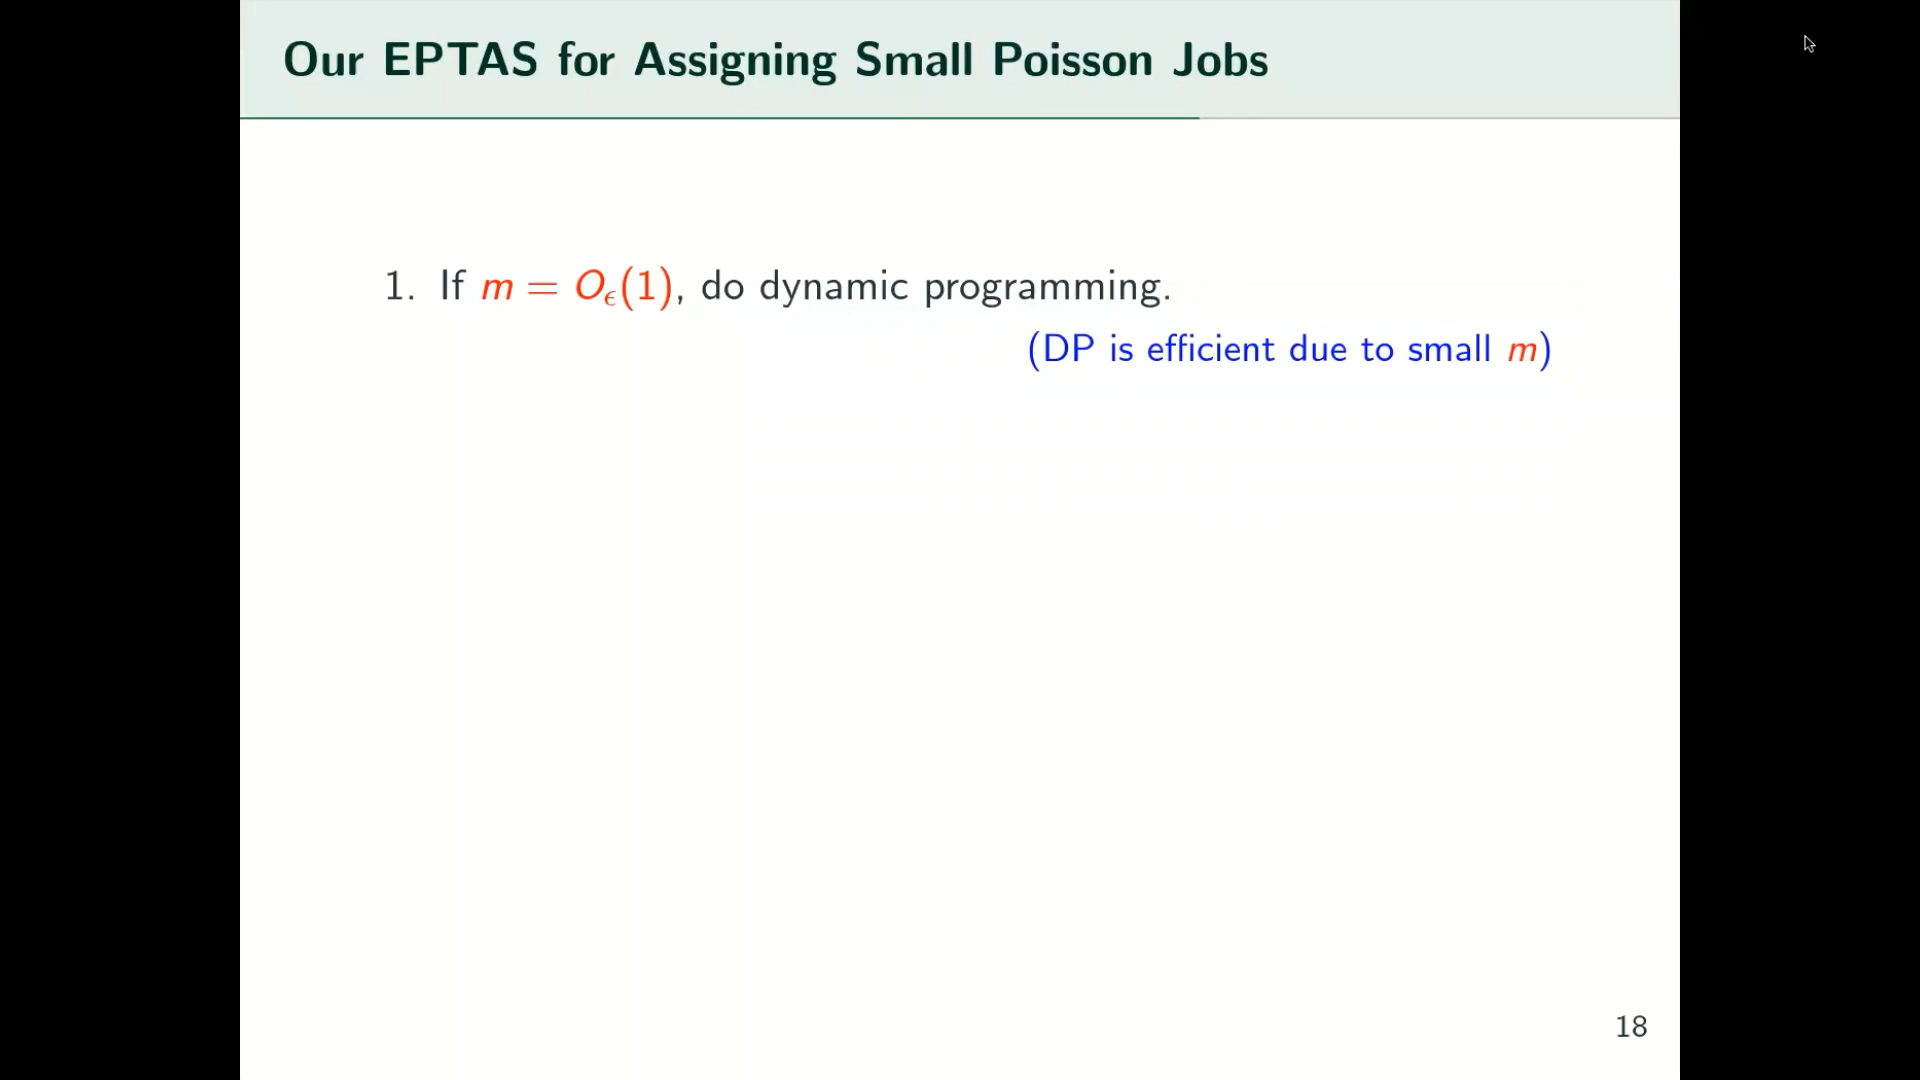 Our EPTAS for Assigning Small Poisson Jobs
1. If m = Oϵ(1), do dynamic programming.
(DP is efficient due to small m)
18